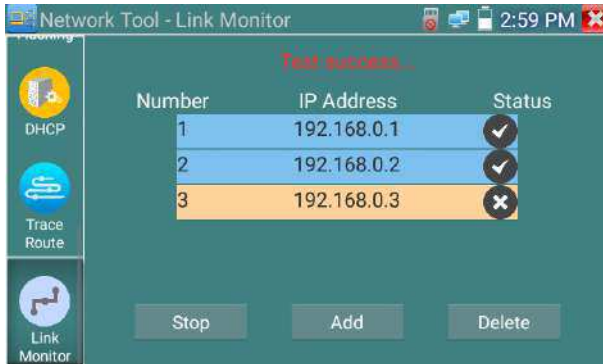 Network Tool - Link Monitor
2:59 PM
Test success...
Number IP Address Status
1 192.168.0.1
2 192.168.0.2
3 192.168.0.3
DHCP
Trace
Route
Link
Monitor
Stop Add Delete